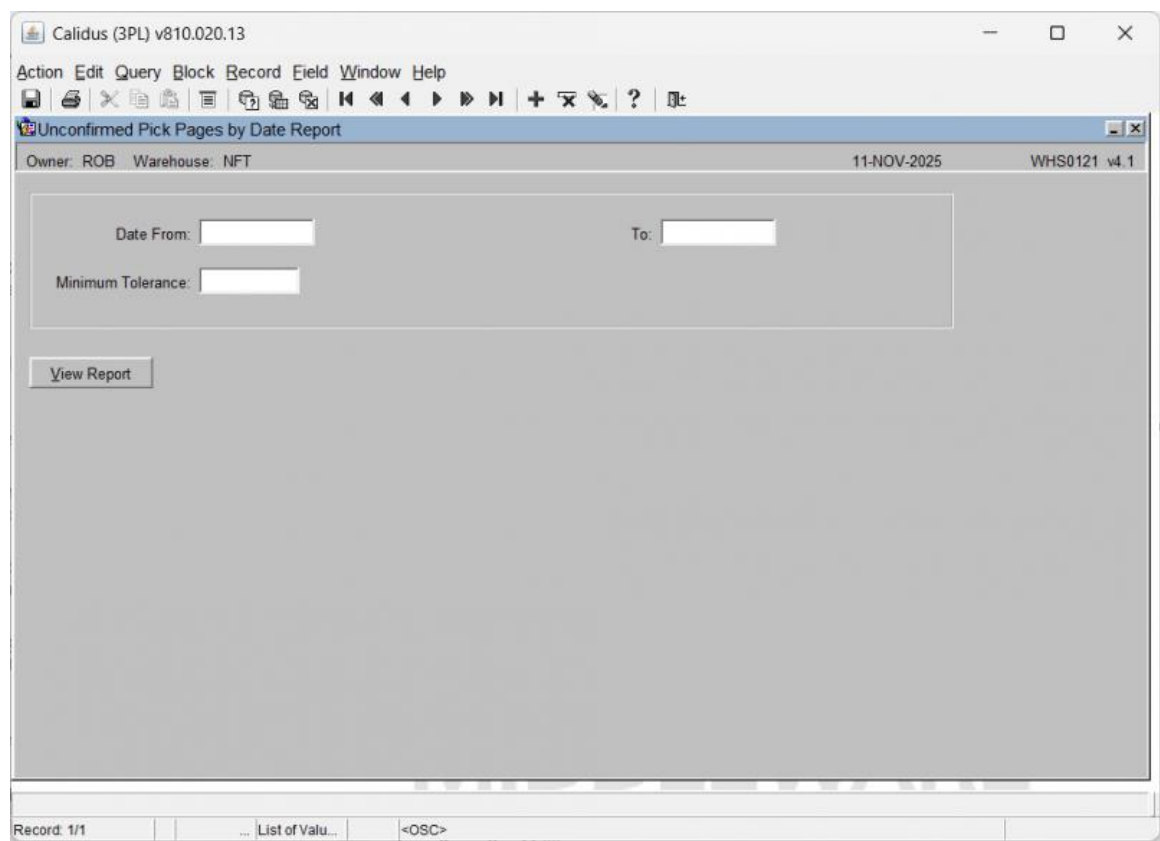 Calidus (3PL) v810.020.13
Action Edit Query Block Record Field Window Help
Unconfirmed Pick Pages by Date Report
Owner: ROB Warehouse: NFT 11-NOV-2025 WHS0121 v4.1
Date From: To:
Minimum Tolerance:
View Report
Record: 1/1 ... List of Valu... <OSC>